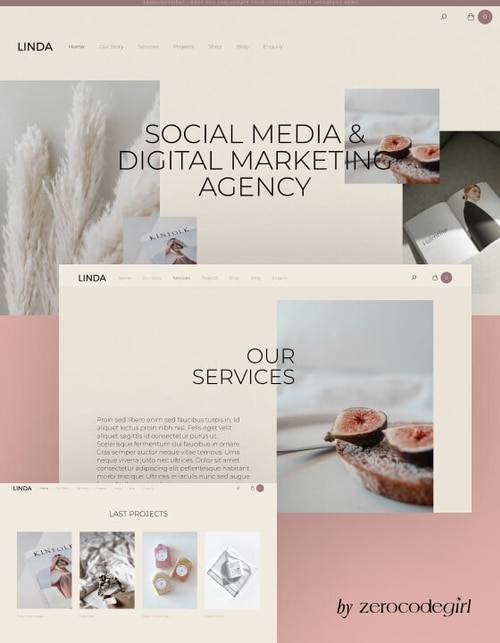 LINDA
Home Our Story Services Projects Shop Blog Enquiry
0
SOCIAL MEDIA &
DIGITAL MARKETING
AGENCY
KINFOLK
Valentine
LINDA Home Our Story Services Projects Shop Blog Enquiry
OUR
SERVICES
Proin sed libero enim sed faucibus turpis in. Id
aliquet lectus proin nibh nisl. Felis eget velit
aliquet sagittis id consectetur purus ut.
Scelerisque fermentum dui faucibus in ornare.
Cras semper auctor neque vitae tempus. Urna
neque viverra justo nec ultrices. Dolor sit amet
consectetur adipiscing elit pellentesque habitant
morbi tristique. Ultrices in iaculis nunc sed augue
LINDA
LAST PROJECTS
KINFOLK
by zerocodegirl